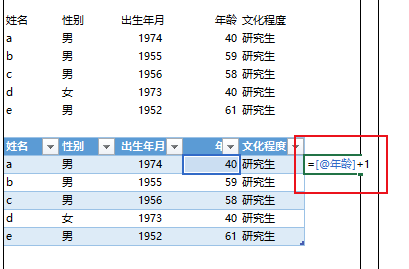 姓名 性别 出生年月 年龄 文化程度
a 男 1974 40 研究生
b 男 1955 59 研究生
c 男 1956 58 研究生
d 女 1973 40 研究生
e 男 1952 61 研究生
姓名 性别 出生年月 年 文化程度
a 男 1974 40 研究生 =[@年龄]+1
b 男 1955 59 研究生
c 男 1956 58 研究生
d 女 1973 40 研究生
e 男 1952 61 研究生